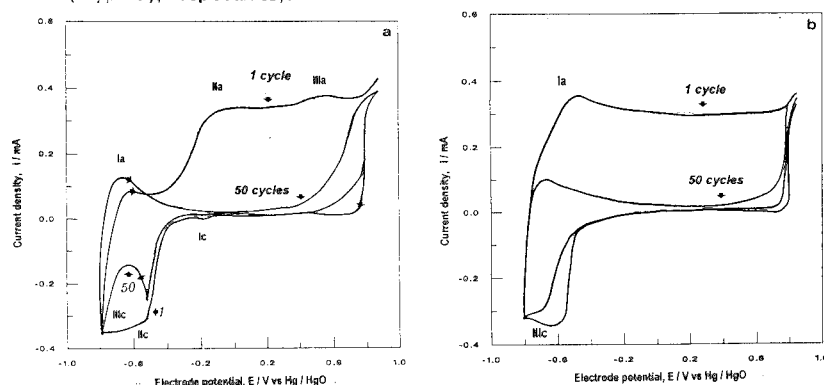 a
0.6
0.4
0.2
0.0
-0.2
-0.4
Current density, i / mA
-1.0
-0.6
-0.2
0.2
0.6
1.0
Electrode potential, E / V vs Hg / HgO
1 cycle
IIa
IIIa
Ia
50 cycles
Ic
50
1
IIIc
IIc
b
0.6
0.4
0.2
0.0
-0.2
-0.4
Current density, i / mA
-1.0
-0.6
-0.2
0.2
0.6
1.0
Electrode potential, E / V vs Hg / HgO
Ia
1 cycle
50 cycles
IIIc